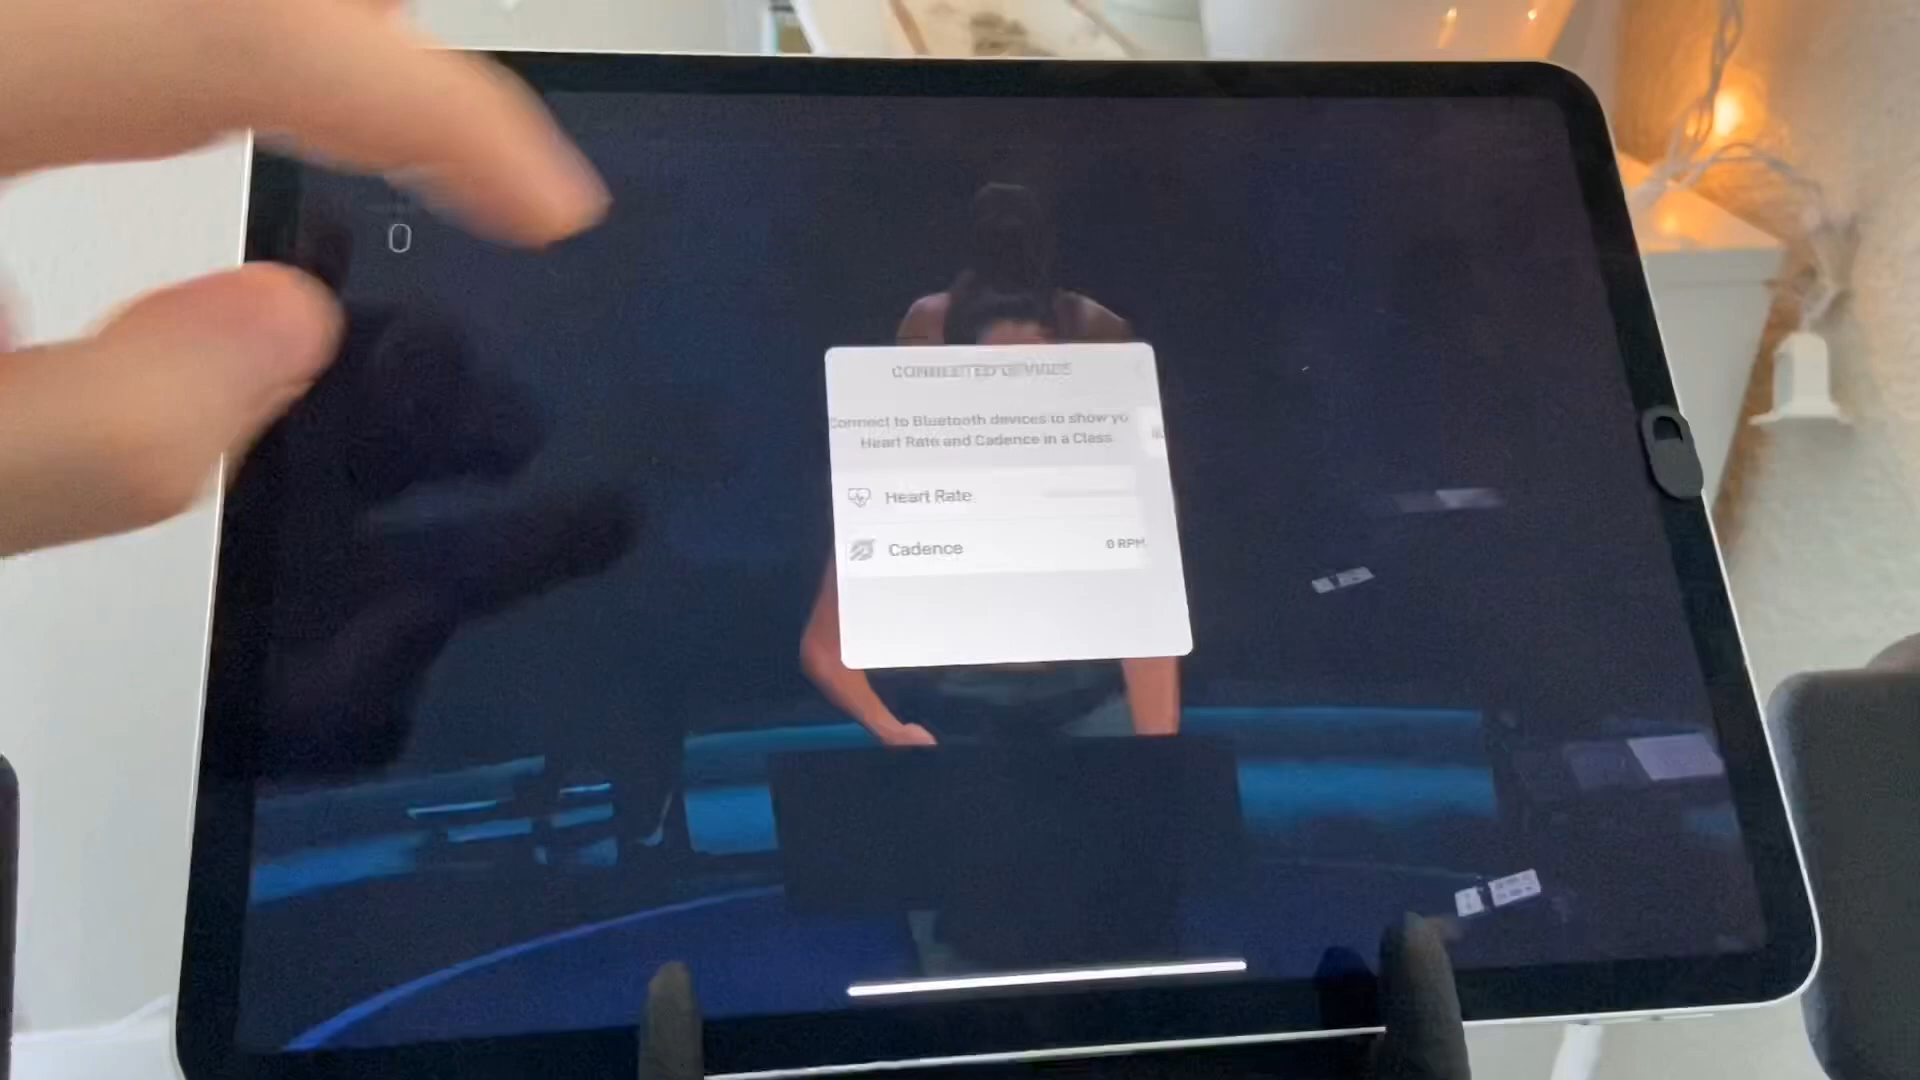 0
CONNECTED DEVICES
Connect to Bluetooth devices to show yo
Heart Rate and Cadence in a Class
Heart Rate
Cadence
0 RPM